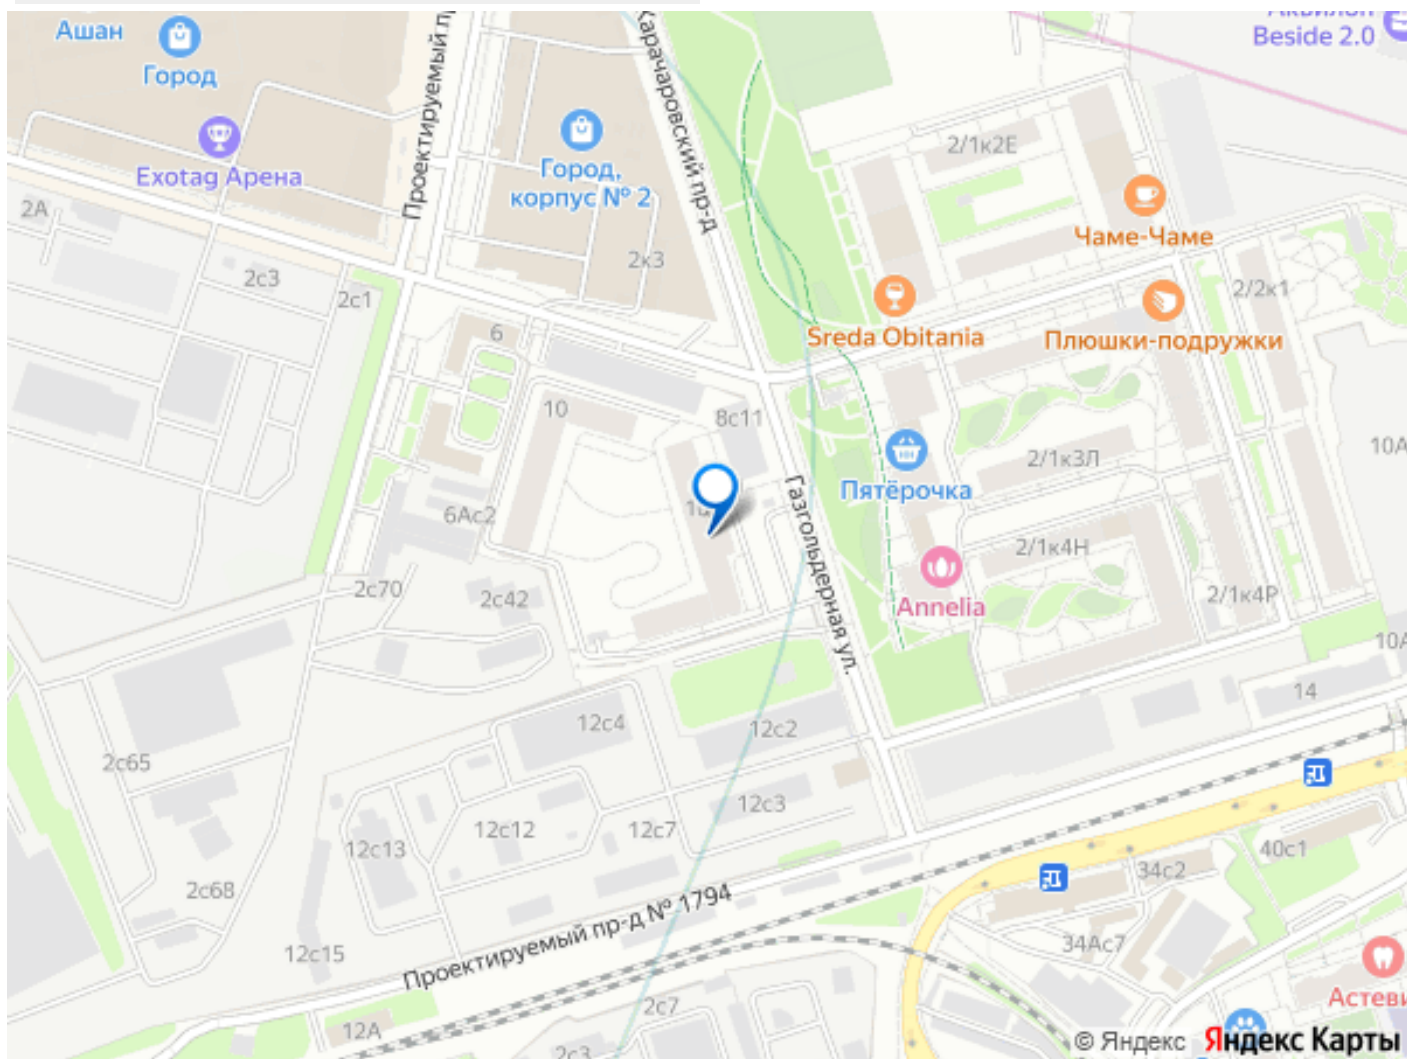 Ашан
Город
Exotag Арена
Город,
корпус № 2
Карачаровский пр-д
Beside 2.0
2/1к2Е
Чаме-Чаме
2А
2с3
2с1
2к3
Sreda Obitania
Плюшки-подружки
2/2к1
6
10
8с11
Пятёрочка
2/1к3Л
6Ас2
Газгольдерная ул.
2/1к4Н
Annelia
2/1к4Р
2с70
2с42
14
12с4
12с2
2с65
12с3
12с12
12с7
12с13
40с1
34с2
2с68
Проектируемый пр-д № 1794
12с15
34Ас7
2с7
12А
© Яндекс Яндекс Карты